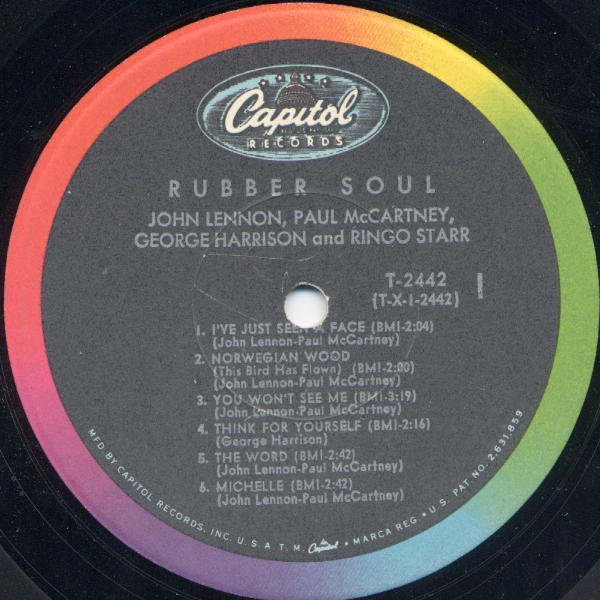 Capitol
RECORDS
RUBBER SOUL
JOHN LENNON, PAUL McCARTNEY,
GEORGE HARRISON and RINGO STARR
T-2442
(T-X-1-2442)
1
1. I'VE JUST SEEN A FACE (BMI-2:04)
(John Lennon-Paul McCartney)
2. NORWEGIAN WOOD
(This Bird Has Flown) (BMI-2:00)
(John Lennon-Paul McCartney)
3. YOU WON'T SEE ME (BMI-3:19)
(John Lennon-Paul McCartney)
4. THINK FOR YOURSELF (BMI-2:16)
(George Harrison)
5. THE WORD (BMI-2:42)
(John Lennon-Paul McCartney)
6. MICHELLE (BMI-2:42)
(John Lennon-Paul McCartney)
MFD BY CAPITOL RECORDS, INC. U.S.A. T.M. Capitol • MARCA REG • U.S. PAT. NO. 2,631,859